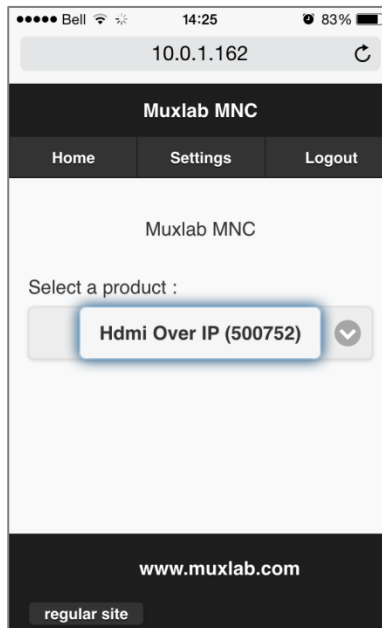 Bell 14:25 83%
10.0.1.162
Muxlab MNC
Home Settings Logout
Muxlab MNC
Select a product :
Hdmi Over IP (500752)
www.muxlab.com
regular site